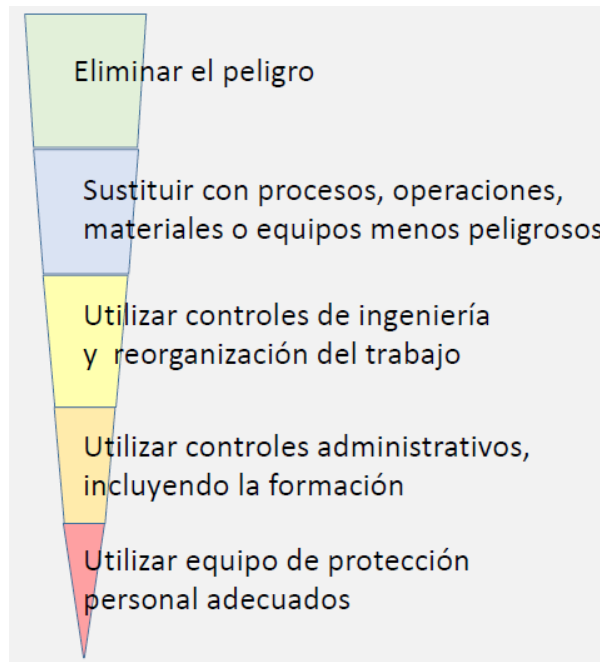 Eliminar el peligro
Sustituir con procesos, operaciones,
materiales o equipos menos peligrosos
Utilizar controles de ingeniería
y reorganización del trabajo
Utilizar controles administrativos,
incluyendo la formación
Utilizar equipo de protección
personal adecuados